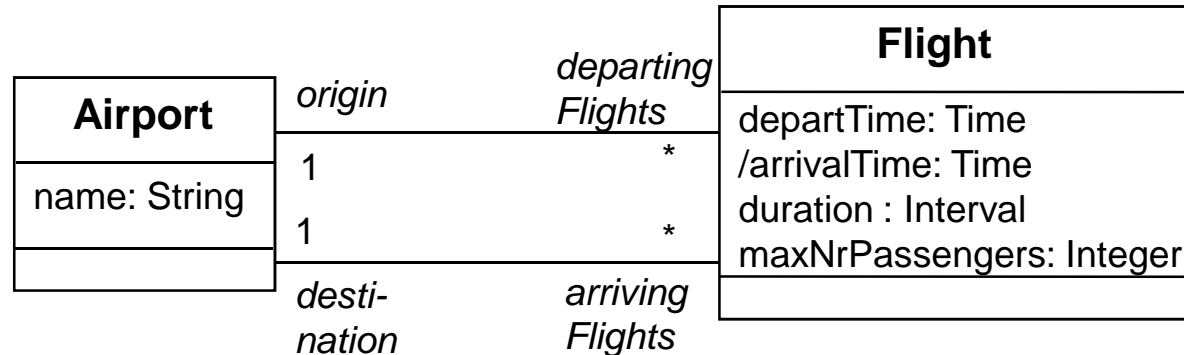 Airport
name: String
origin
departing
Flights
1
*
1
*
desti-
nation
arriving
Flights
Flight
departTime: Time
/arrivalTime: Time
duration : Interval
maxNrPassengers: Integer